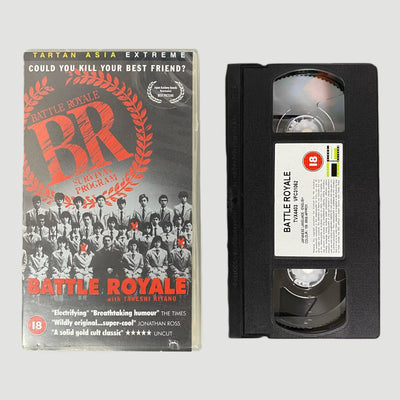 TARTAN ASIA EXTREME
COULD YOU KILL YOUR BEST FRIEND?
BATTLE ROYALE
BR
SURVIVAL PROGRAM
BATTLE ROYALE
with TAKESHI KITANO
"Electrifying" "Breathtaking humour" THE TIMES
"Wildly original...super-cool" JONATHAN ROSS
"A solid gold cult classic" ★★★★★ UNCUT
18
18
BATTLE ROYALE